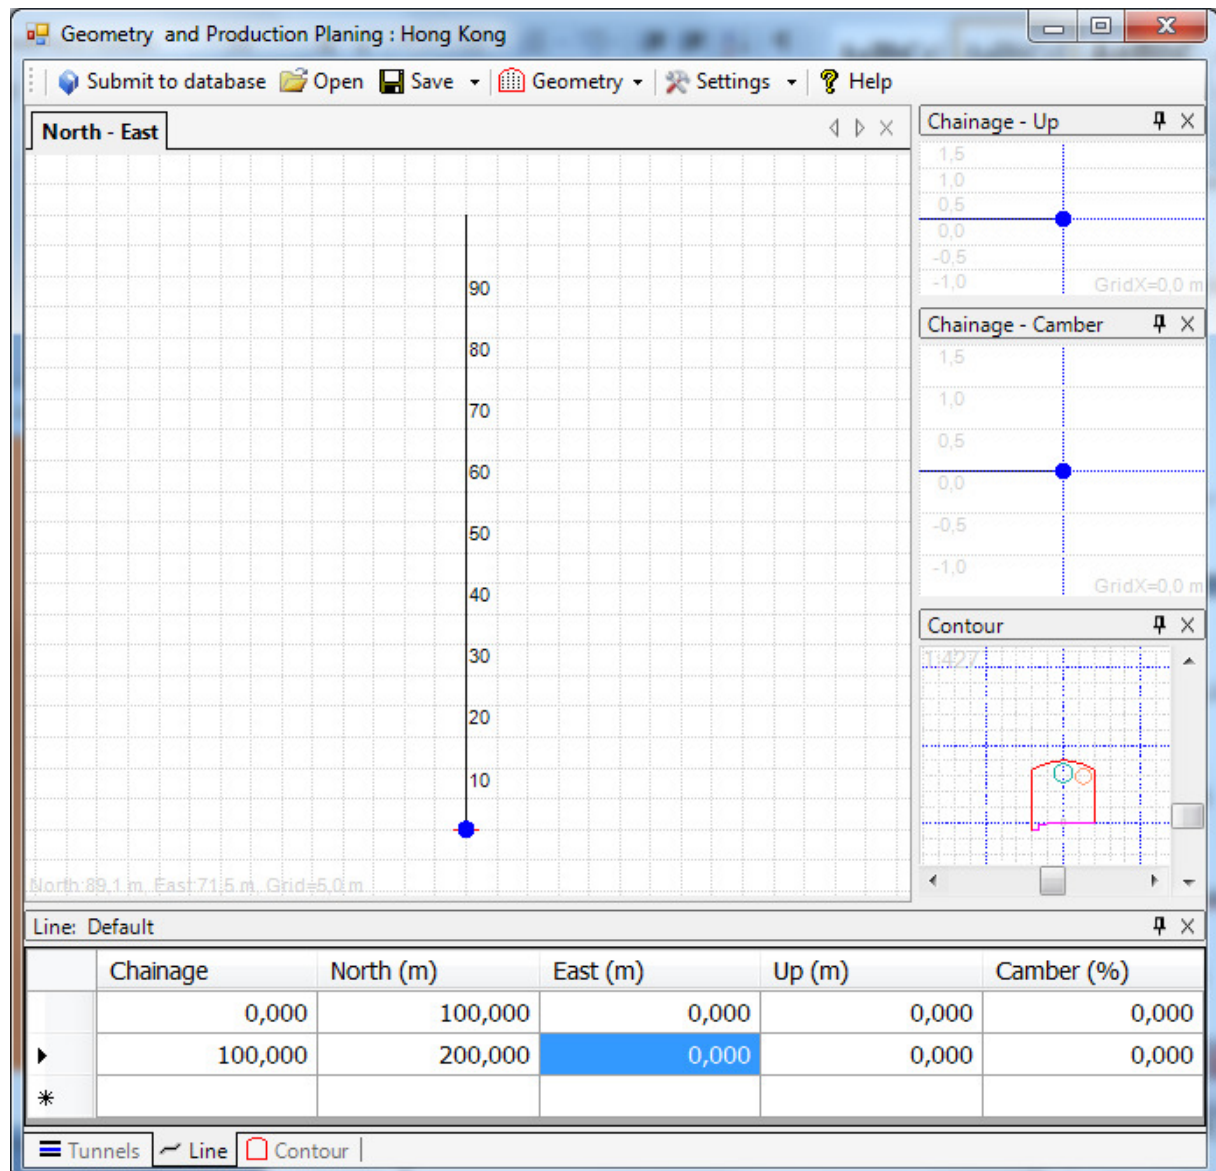 Geometry and Production Planing : Hong Kong
Submit to database Open Save Geometry Settings Help
North - East
90
80
70
60
50
40
30
20
10
North:89,1 m, East:71,5 m, Grid=5,0 m
Chainage - Up
1,5
1,0
0,5
0,0
-0,5
-1,0
GridX=0,0 m
Chainage - Camber
1,5
1,0
0,5
0,0
-0,5
-1,0
GridX=0,0 m
Contour
1:427
Line: Default
Chainage North (m) East (m) Up (m) Camber (%)
0,000 100,000 0,000 0,000 0,000
100,000 200,000 0,000 0,000 0,000
Tunnels Line Contour